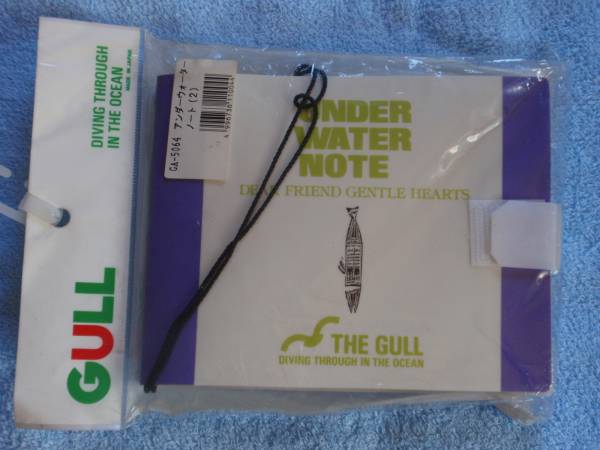 DIVING THROUGH
IN THE OCEAN
MADE IN JAPAN
GULL
GA-5064 アンダーウォーター
ノート(2)
UNDER
WATER
NOTE
DEAR FRIEND GENTLE HEARTS
THE GULL
DIVING THROUGH IN THE OCEAN